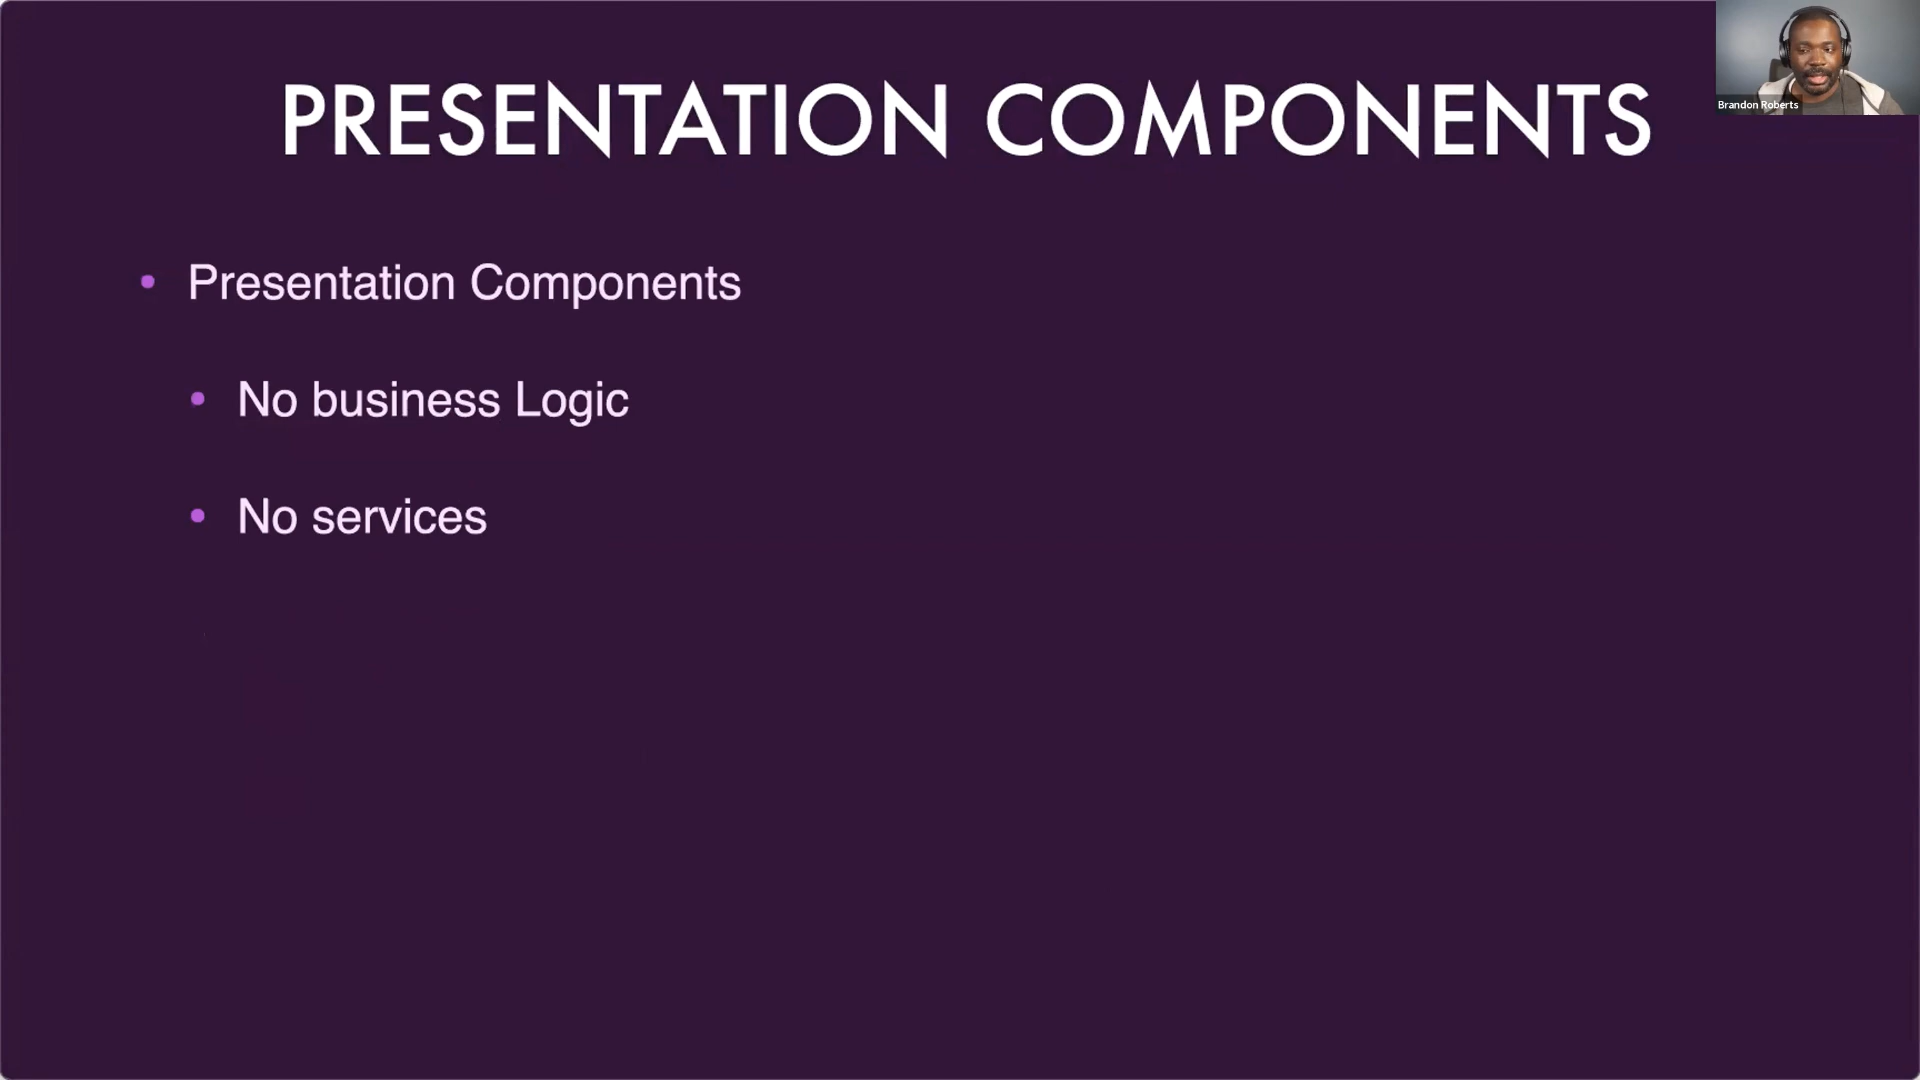 PRESENTATION COMPONENTS
Brandon Roberts
Presentation Components
No business Logic
No services